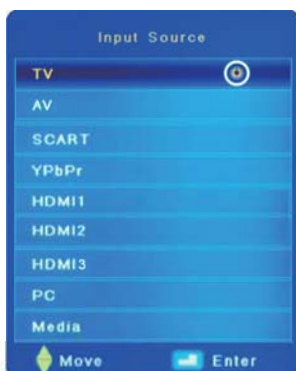 Input Source
TV
AV
SCART
YPbPr
HDMI1
HDMI2
HDMI3
PC
Media
Move Enter